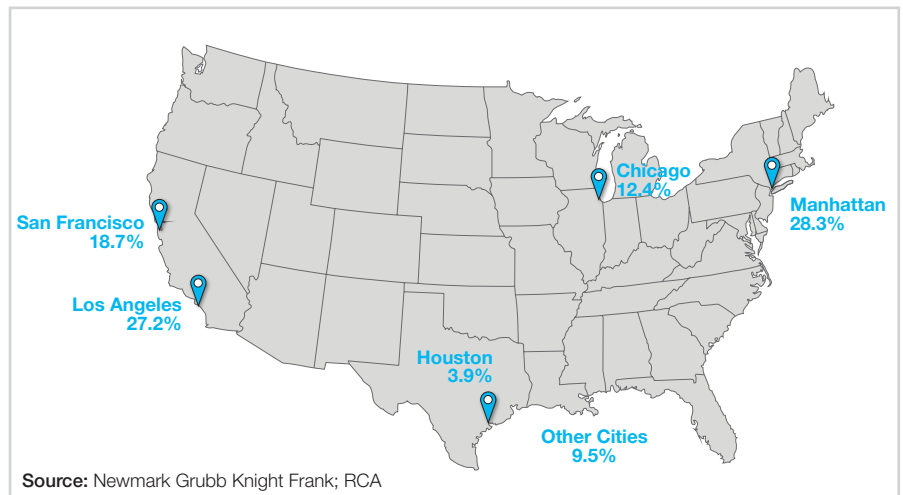 Chicago
12.4%
Manhattan
28.3%
San Francisco
18.7%
Los Angeles
27.2%
Houston
3.9%
Other Cities
9.5%
Source: Newmark Grubb Knight Frank; RCA